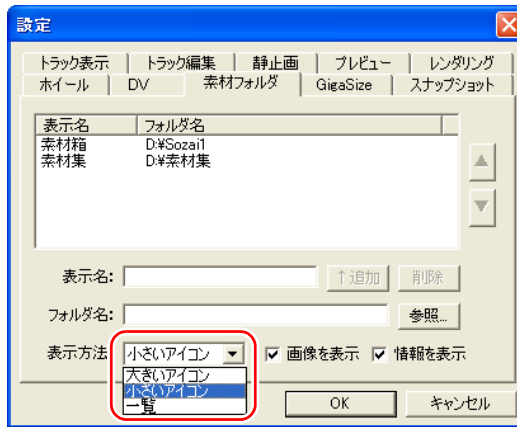 設定
トラック表示 トラック編集 静止画 プレビュー レンダリング
ホイール DV 素材フォルダ GigaSize スナップショット
表示名 フォルダ名
素材箱 D:¥Sozai1
素材集 D:¥素材集
表示名: ↑追加 削除
フォルダ名: 参照...
表示方法 小さいアイコン 画像を表示 情報を表示
大きいアイコン
小さいアイコン
一覧
OK キャンセル